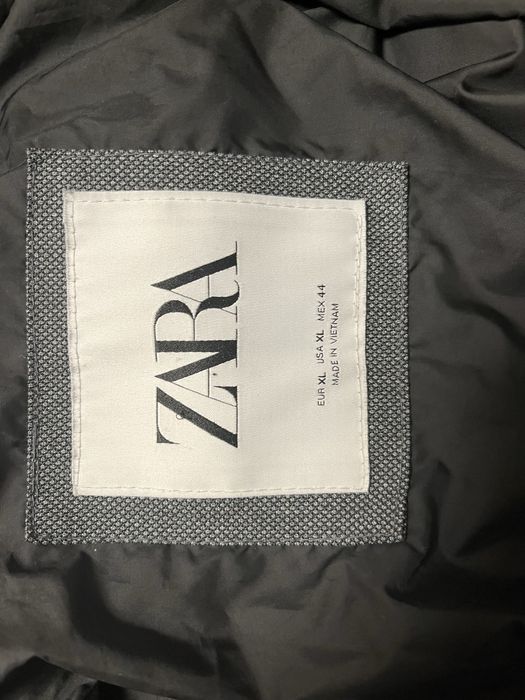 ZARA
EUR XL USA XL MEX 44
MADE IN VIETNAM